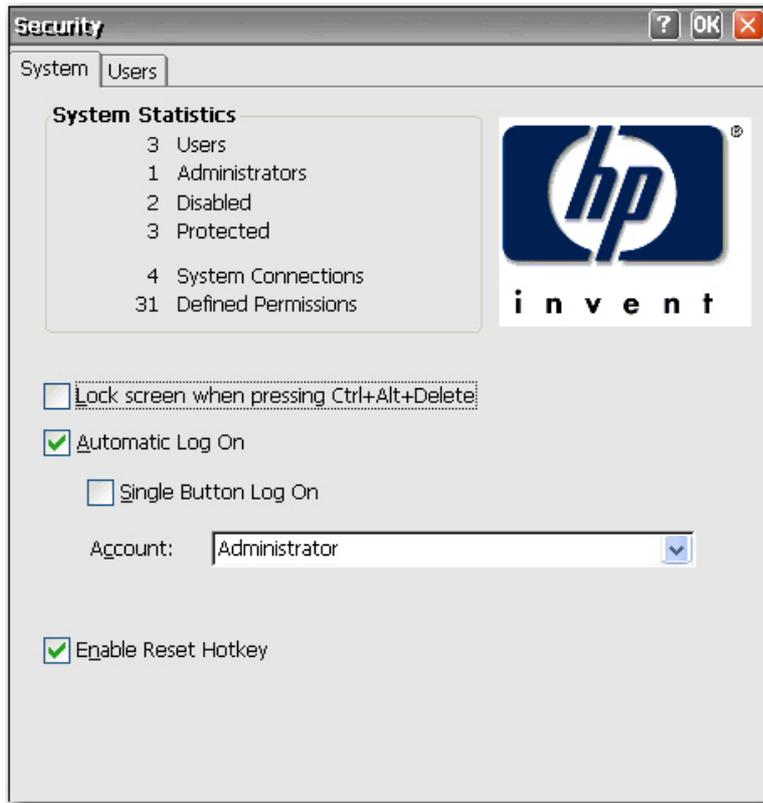 Security ? OK
System Users
System Statistics
3 Users
1 Administrators
2 Disabled
3 Protected
4 System Connections
31 Defined Permissions
hp ®
invent
Lock screen when pressing Ctrl+Alt+Delete
Automatic Log On
Single Button Log On
Account: Administrator
Enable Reset Hotkey